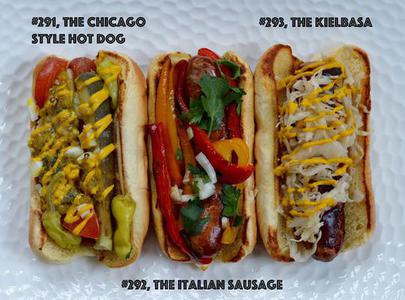 #291, THE CHICAGO
STYLE HOT DOG
#293, THE KIELBASA
#292, THE ITALIAN SAUSAGE